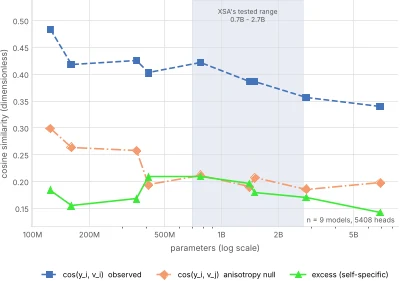 XSA's tested range
0.7B – 2.7B
0.50
0.45
0.40
0.35
0.30
0.25
0.20
0.15
cosine similarity (dimensionless)
n = 9 models, 5408 heads
100M 200M 500M 1B 2B 5B
parameters (log scale)
cos(y_i, v_i) observed
cos(y_i, v_j) anisotropy null
excess (self-specific)